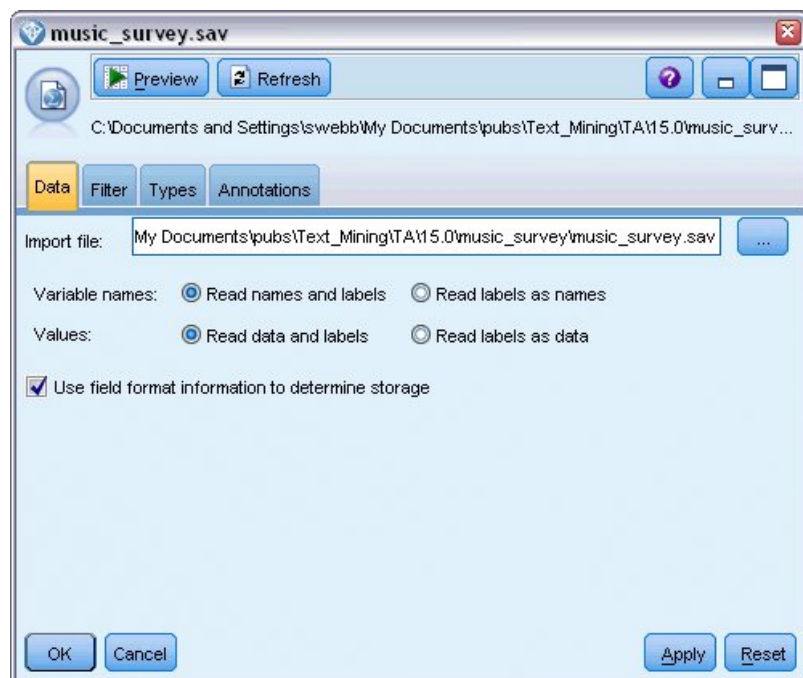 music_survey.sav
Preview Refresh
C:\Documents and Settings\swebb\My Documents\pubs\Text_Mining\TA\15.0\music_surv...
Data Filter Types Annotations
Import file: My Documents\pubs\Text_Mining\TA\15.0\music_survey\music_survey.sav ...
Variable names: Read names and labels Read labels as names
Values: Read data and labels Read labels as data
Use field format information to determine storage
OK Cancel Apply Reset